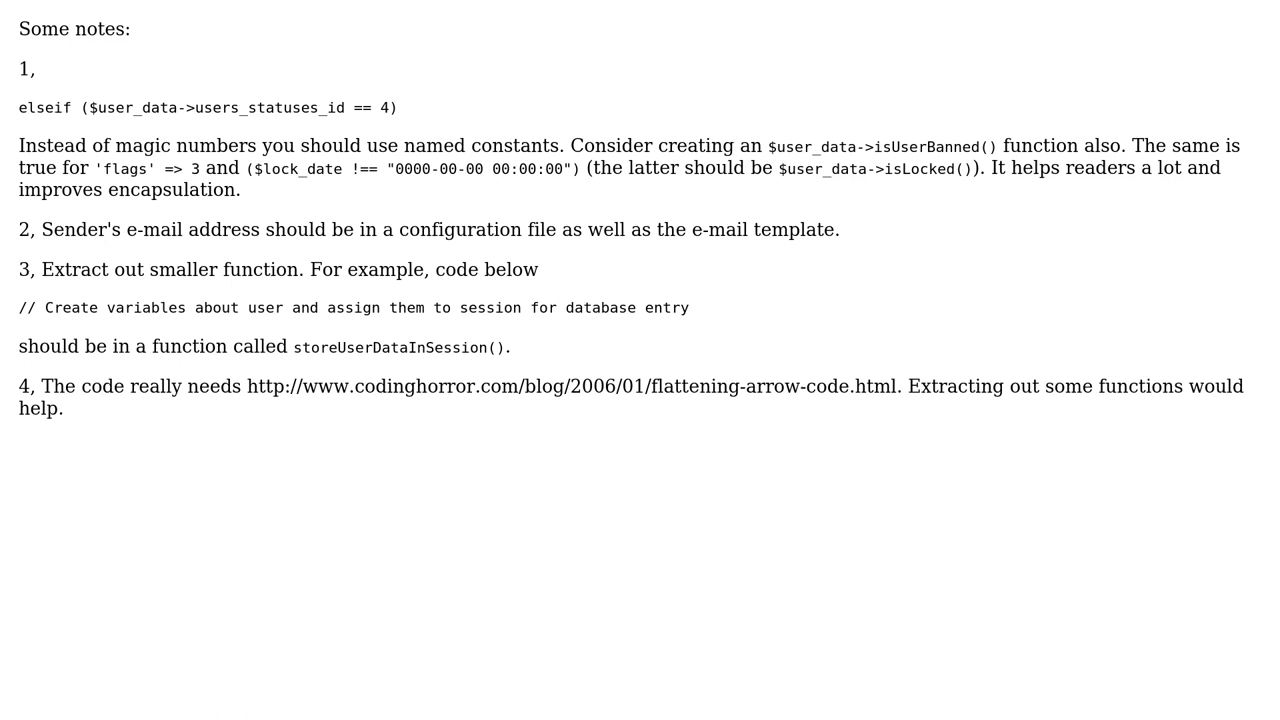 Some notes:
1,
elseif ($user_data->users_statuses_id == 4)
Instead of magic numbers you should use named constants. Consider creating an $user_data->isUserBanned() function also. The same is
true for 'flags' => 3 and ($lock_date !== "0000-00-00 00:00:00") (the latter should be $user_data->isLocked()). It helps readers a lot and
improves encapsulation.
2, Sender's e-mail address should be in a configuration file as well as the e-mail template.
3, Extract out smaller function. For example, code below
// Create variables about user and assign them to session for database entry
should be in a function called storeUserDataInSession().
4, The code really needs http://www.codinghorror.com/blog/2006/01/flattening-arrow-code.html. Extracting out some functions would
help.